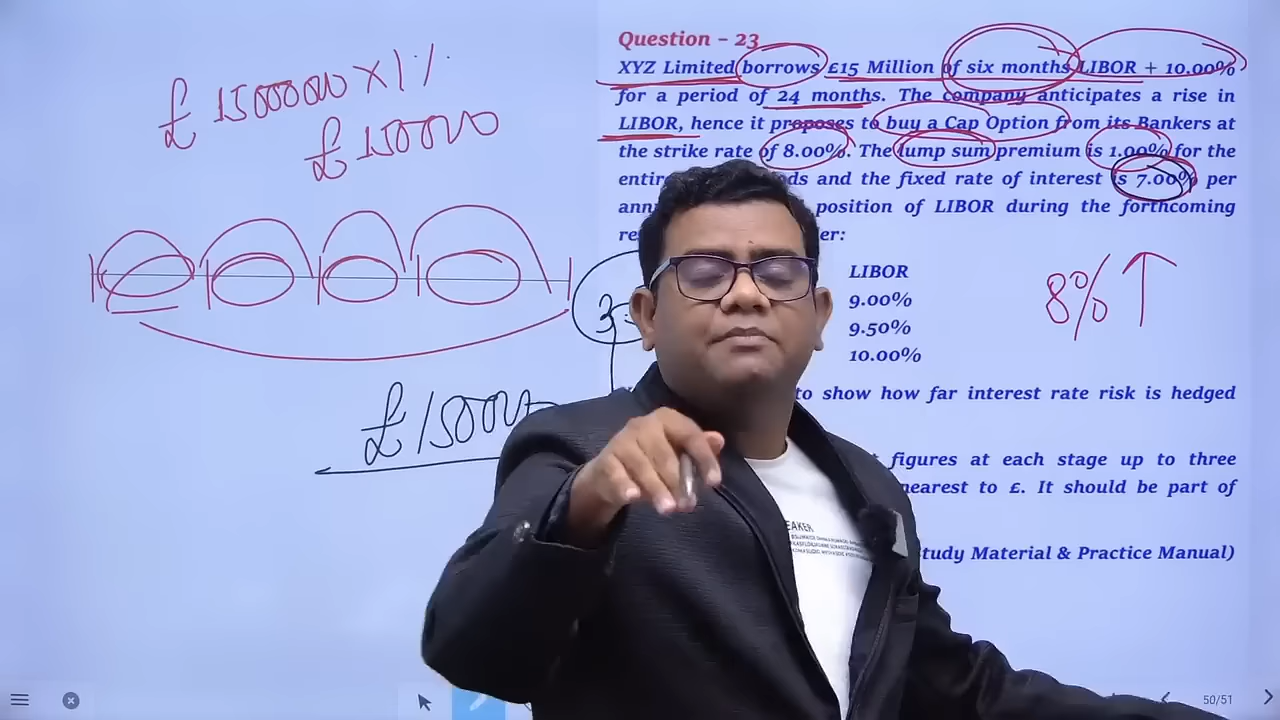 Question – 23
XYZ Limited borrows £15 Million of six months LIBOR + 10.00%
for a period of 24 months. The company anticipates a rise in
LIBOR, hence it proposes to buy a Cap Option from its Bankers at
the strike rate of 8.00%. The lump sum premium is 1.00% for the
and the fixed rate of interest is 7.00% per
position of LIBOR during the forthcoming
LIBOR
9.00%
9.50%
10.00%
to show how far interest rate risk is hedged
figures at each stage up to three
nearest to £. It should be part of
Study Material & Practice Manual)
£ 15000000 × 1%
£ 150000
8% ↑
50/51